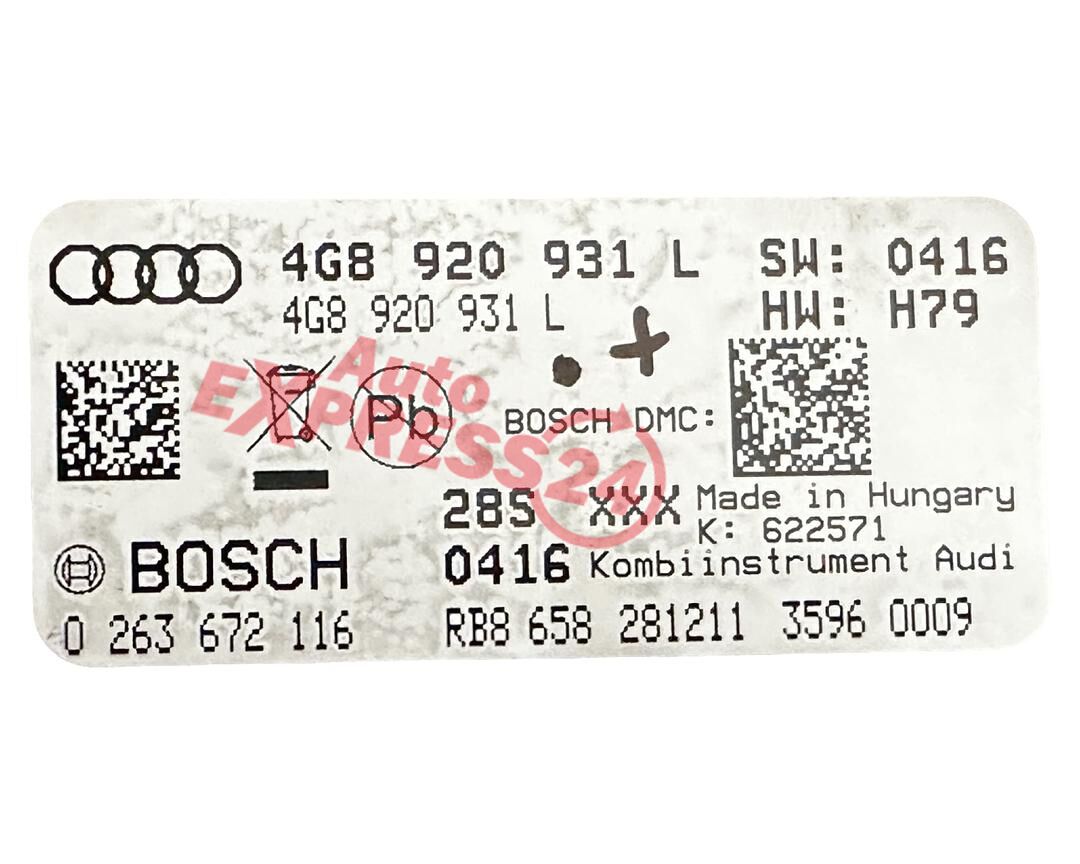 4G8 920 931 L SW: 0416
4G8 920 931 L HW: H79
Auto
EXPRESS24
Pb
BOSCH DMC:
28S XXX Made in Hungary
K: 622571
BOSCH 0416 Kombiinstrument Audi
0 263 672 116 RB8 658 281211 3596 0009